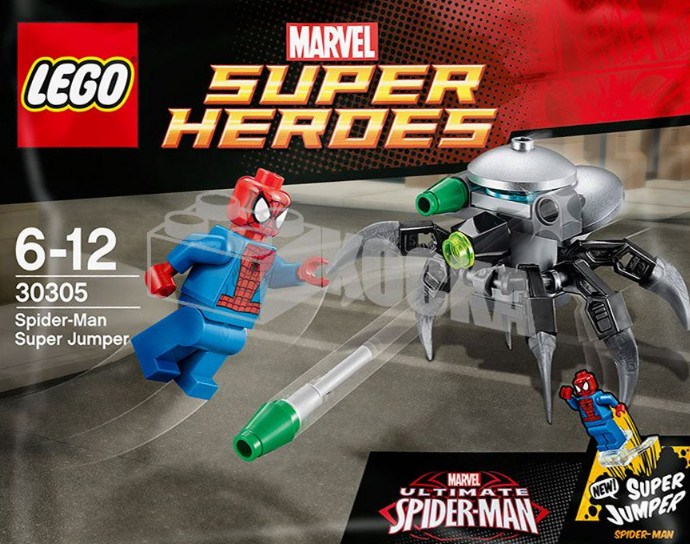 LEGO
MARVEL
SUPER
HEROES
6-12
30305
Spider-Man
Super Jumper
KOCKA
MARVEL
ULTIMATE
SPIDER-MAN
NEW!
SUPER
JUMPER
SPIDER-MAN